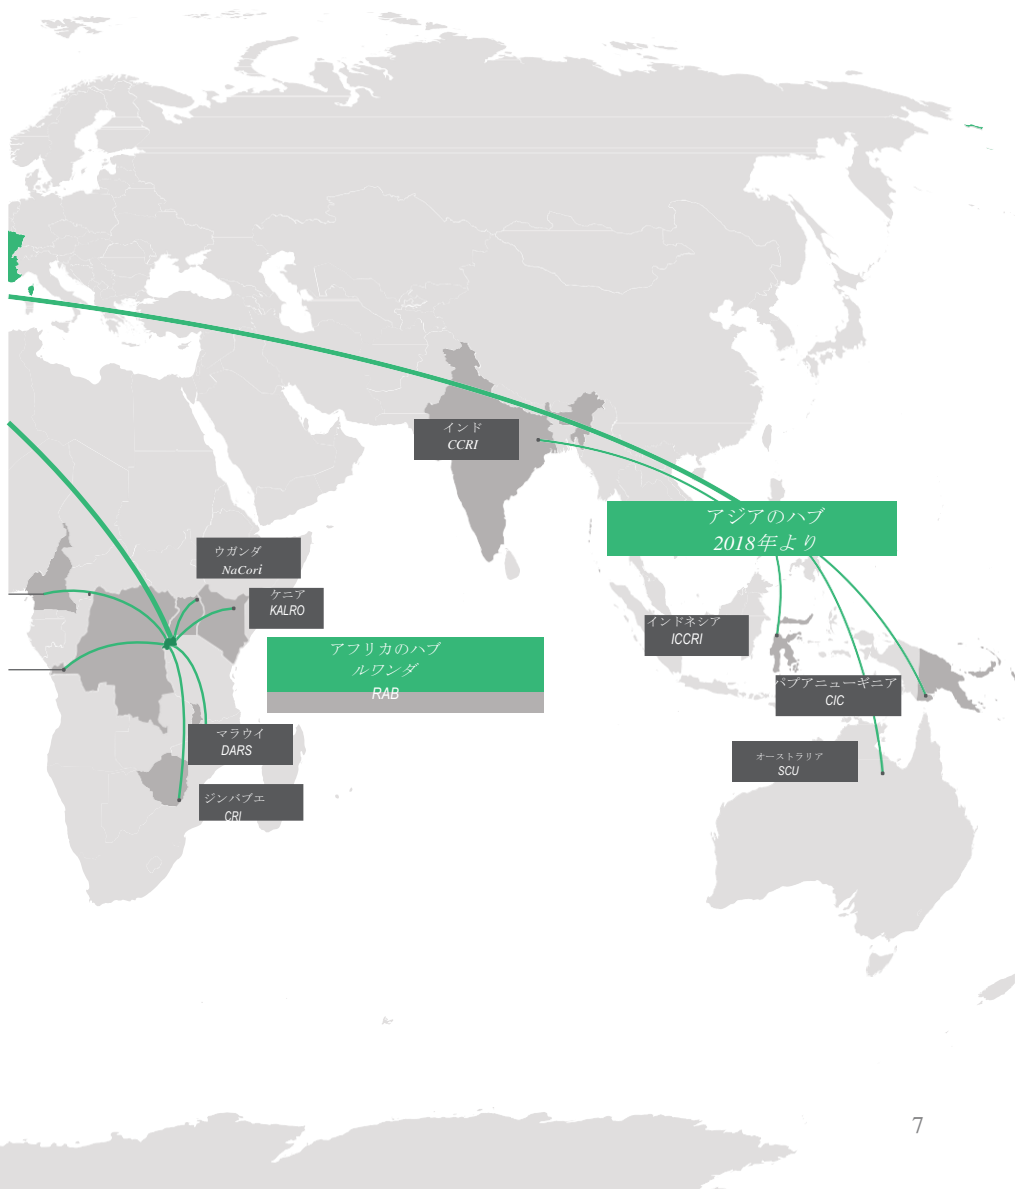 インド
CCRI
アジアのハブ
2018年より
ウガンダ
NaCori
ケニア
KALRO
インドネシア
ICCRI
アフリカのハブ
ルワンダ
RAB
パプアニューギニア
CIC
マラウイ
DARS
オーストラリア
SCU
ジンバブエ
CRI
7